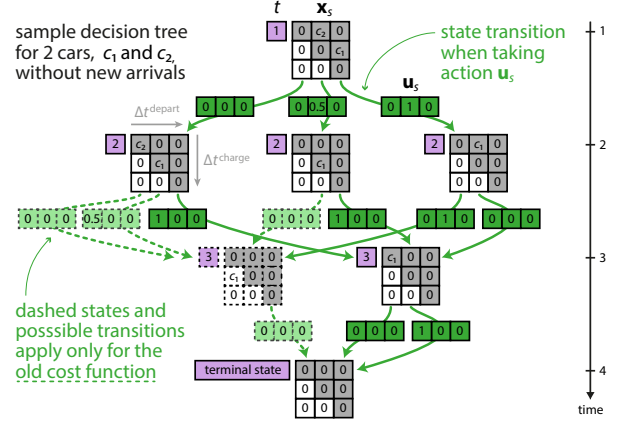 t x_s
sample decision tree
for 2 cars, c₁ and c₂,
without new arrivals
1 0 c₂ 0
0 0 c₁
0 0 0
1
state transition
when taking
action u_s
u_s
0 0 0 0 0.5 0 0 1 0
Δt^depart
Δt^charge
2 c₂ 0 0
0 c₁ 0
0 0 0
2 0 0 0
0 c₁ 0
0 0 0
2 0 c₁ 0
0 0 0
0 0 0
2
0 0 0 0.5 0 0 1 0 0 0 0 0 1 0 0 0 1 0 0 0 0
3 0 0 0
c₁ 0 0
0 0 0
3 c₁ 0 0
0 0 0
0 0 0
3
dashed states and
posssible transitions
apply only for the
old cost function
0 0 0 0 0 0 1 0 0
terminal state 0 0 0
0 0 0
0 0 0
4
time